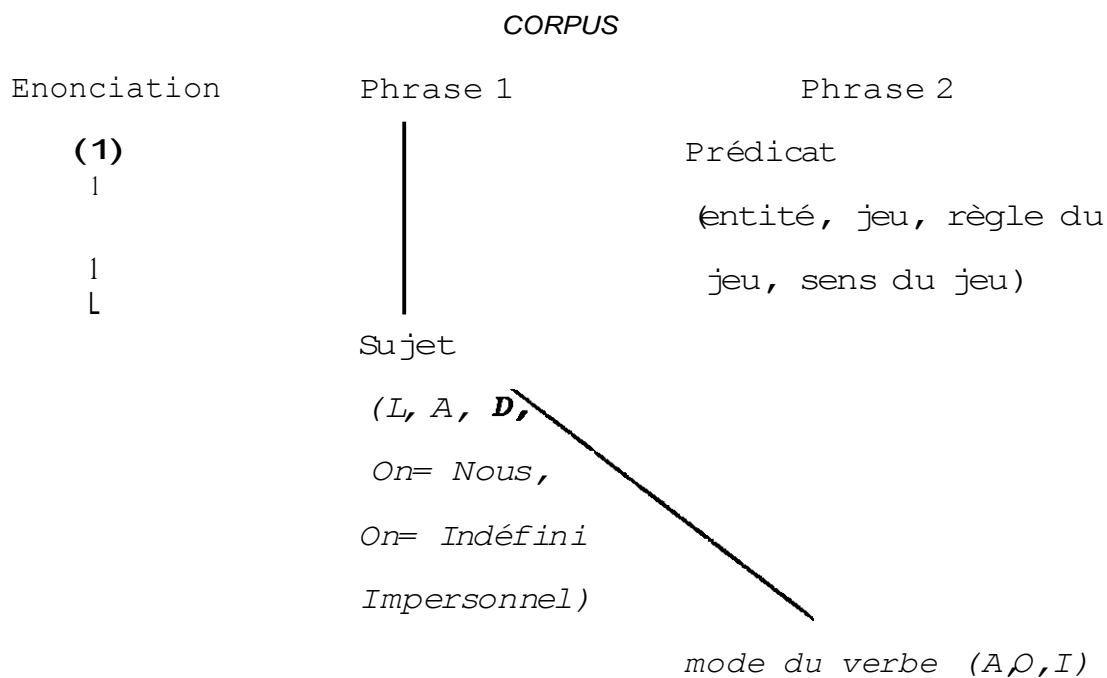 CORPUS
Enonciation Phrase 1 Phrase 2
(1) Prédicat
l
(entité, jeu, règle du
l jeu, sens du jeu)
L
Sujet
(L, A, D,
On= Nous,
On= Indéfini
Impersonnel)
mode du verbe (A,O,I)